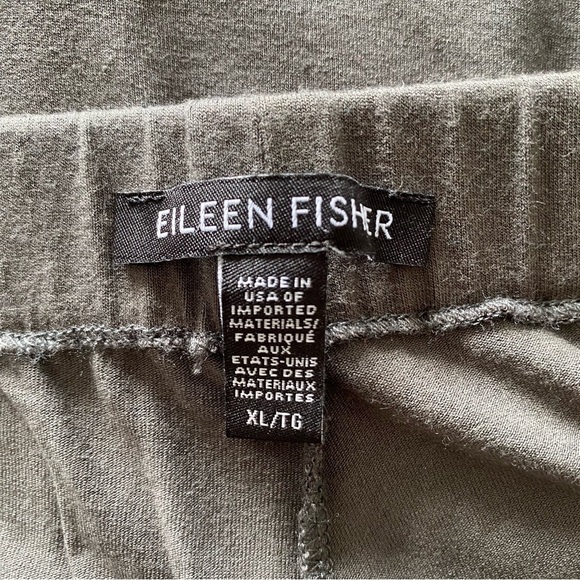 EILEEN FISHER
MADE IN
USA OF
IMPORTED
MATERIALS/
FABRIQUÉ
AUX
ETATS-UNIS
AVEC DES
MATERIAUX
IMPORTES
XL/TG